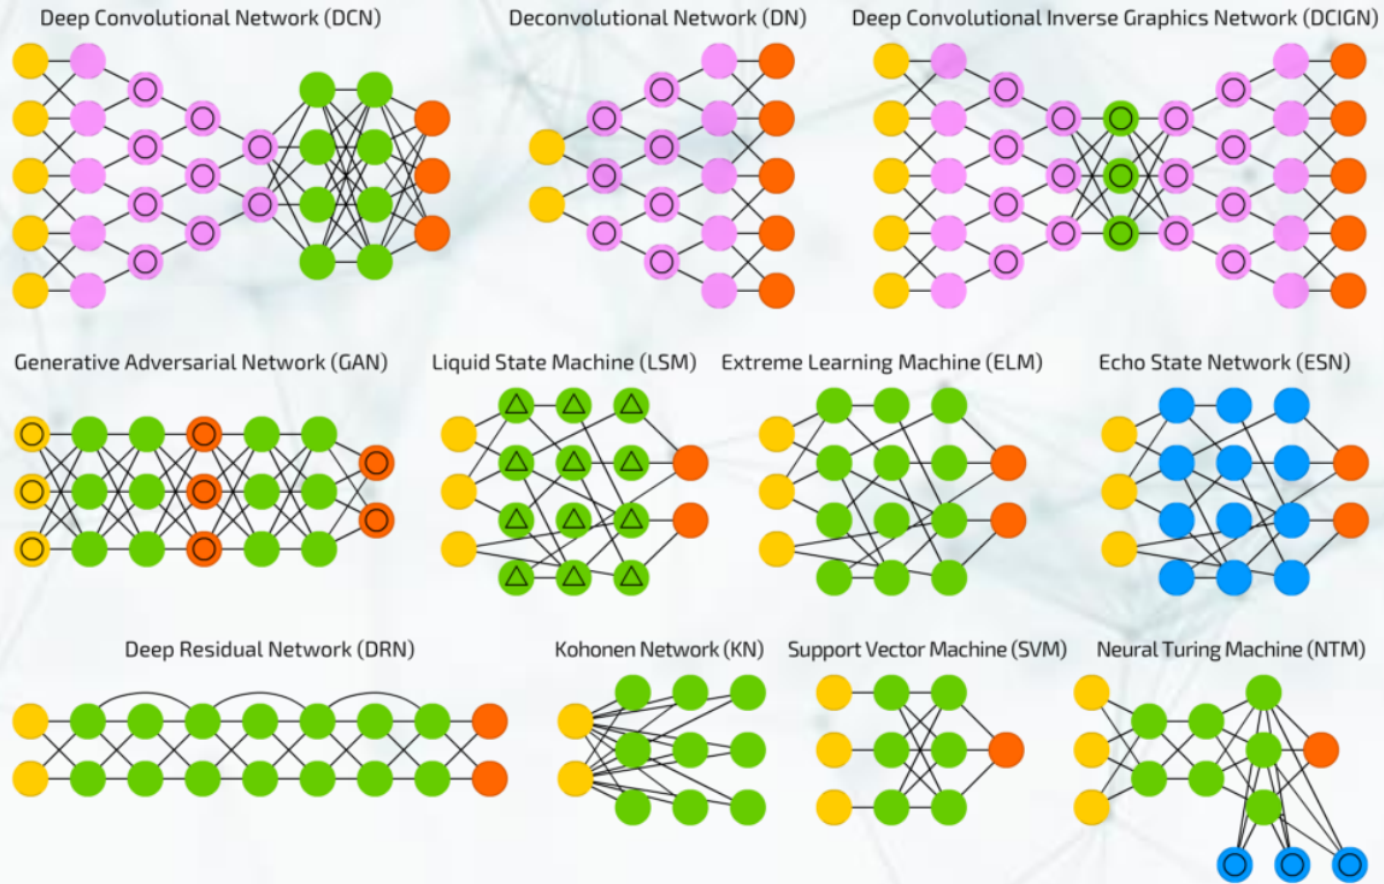 Deep Convolutional Network (DCN)
Deconvolutional Network (DN)
Deep Convolutional Inverse Graphics Network (DCIGN)
Generative Adversarial Network (GAN)
Liquid State Machine (LSM)
Extreme Learning Machine (ELM)
Echo State Network (ESN)
Deep Residual Network (DRN)
Kohonen Network (KN)
Support Vector Machine (SVM)
Neural Turing Machine (NTM)